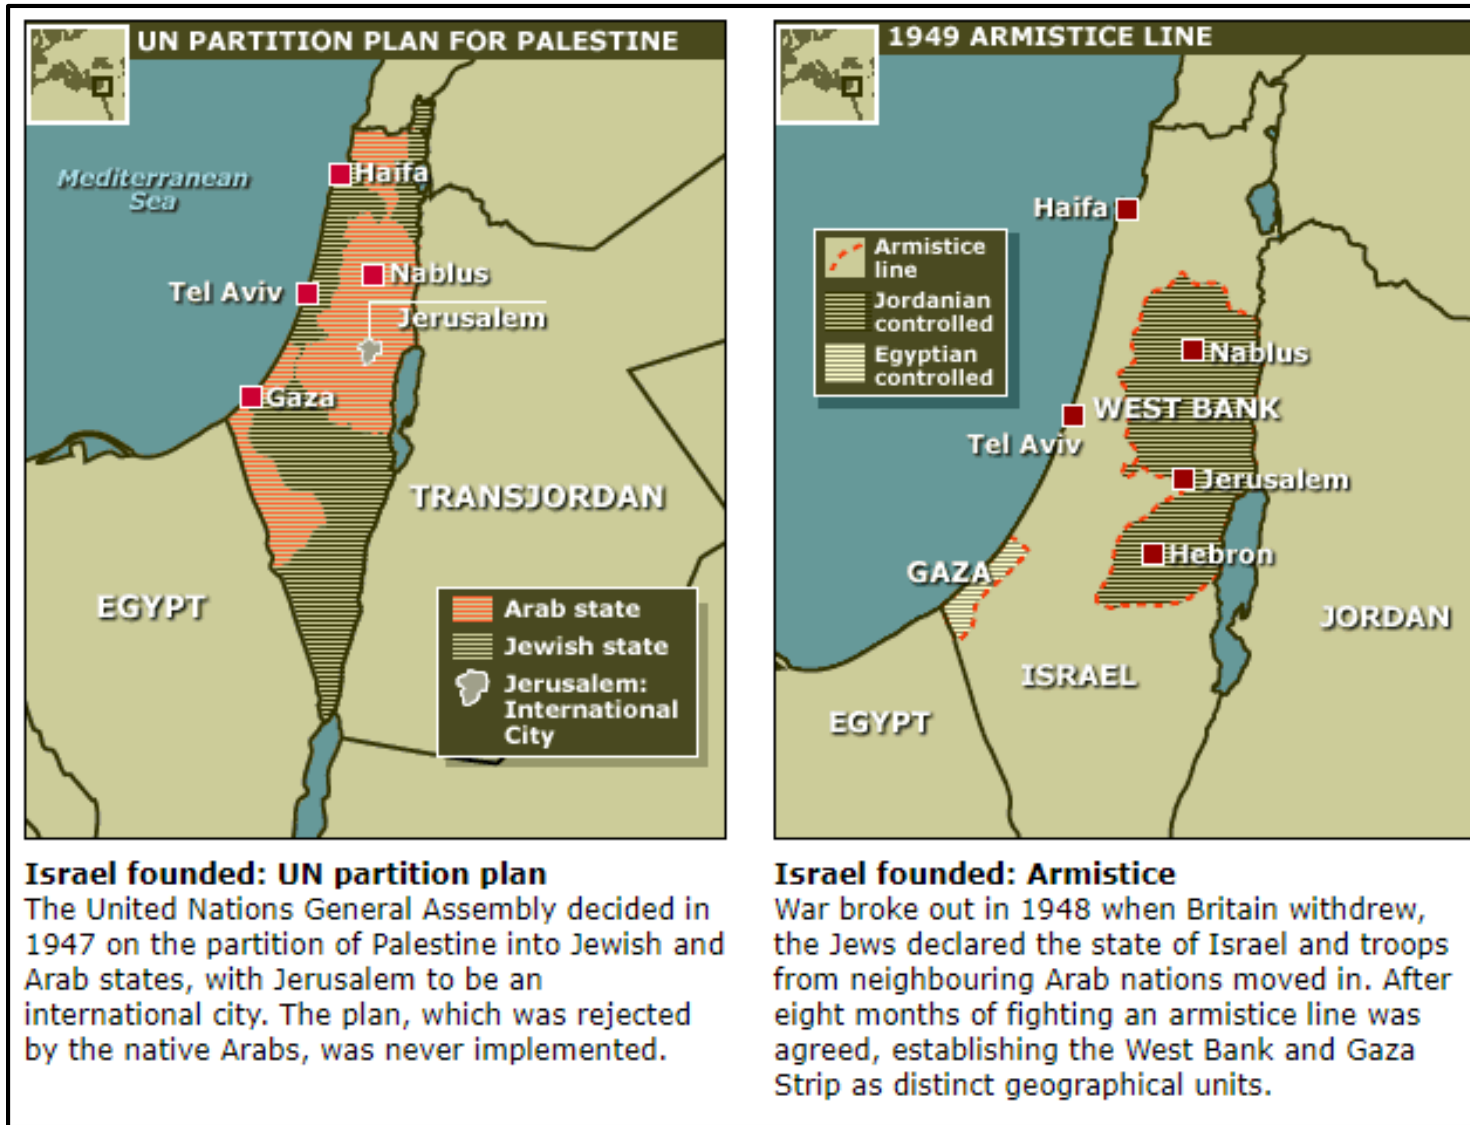 UN PARTITION PLAN FOR PALESTINE
Mediterranean
Sea
Haifa
Nablus
Tel Aviv
Jerusalem
Gaza
TRANSJORDAN
EGYPT
Arab state
Jewish state
Jerusalem:
International
City
Israel founded: UN partition plan
The United Nations General Assembly decided in
1947 on the partition of Palestine into Jewish and
Arab states, with Jerusalem to be an
international city. The plan, which was rejected
by the native Arabs, was never implemented.
1949 ARMISTICE LINE
Haifa
Armistice
line
Jordanian
controlled
Egyptian
controlled
Nablus
WEST BANK
Tel Aviv
Jerusalem
Hebron
GAZA
JORDAN
ISRAEL
EGYPT
Israel founded: Armistice
War broke out in 1948 when Britain withdrew,
the Jews declared the state of Israel and troops
from neighbouring Arab nations moved in. After
eight months of fighting an armistice line was
agreed, establishing the West Bank and Gaza
Strip as distinct geographical units.